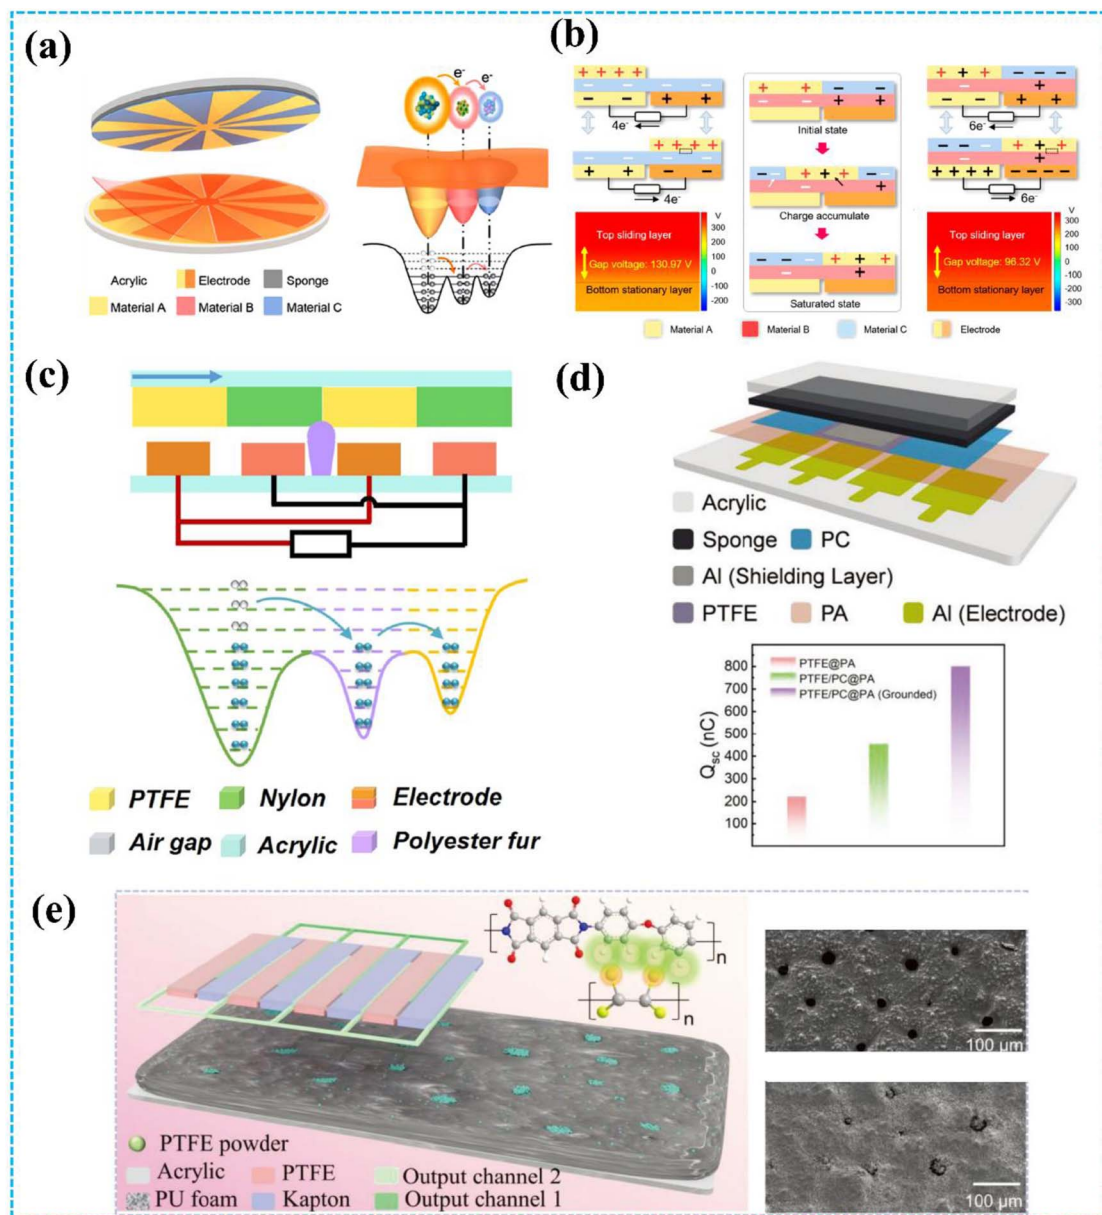 (a)
e⁻
e⁻
Acrylic
Electrode
Sponge
Material A
Material B
Material C
(b)
4e⁻
4e⁻
Initial state
Charge accumulate
Saturated state
6e⁻
6e⁻
Top sliding layer
Gap voltage: 130.97 V
Bottom stationary layer
V
300
200
100
0
-100
-200
Top sliding layer
Gap voltage: 96.32 V
Bottom stationary layer
V
300
200
100
0
-100
-200
-300
Material A
Material B
Material C
Electrode
(c)
PTFE
Nylon
Electrode
Air gap
Acrylic
Polyester fur
(d)
Acrylic
Sponge
PC
Al (Shielding Layer)
PTFE
PA
Al (Electrode)
Qsc (nC)
800
700
600
500
400
300
200
100
PTFE@PA
PTFE/PC@PA
PTFE/PC@PA (Grounded)
(e)
n
n
PTFE powder
Acrylic
PTFE
Output channel 2
PU foam
Kapton
Output channel 1
100 μm
100 μm